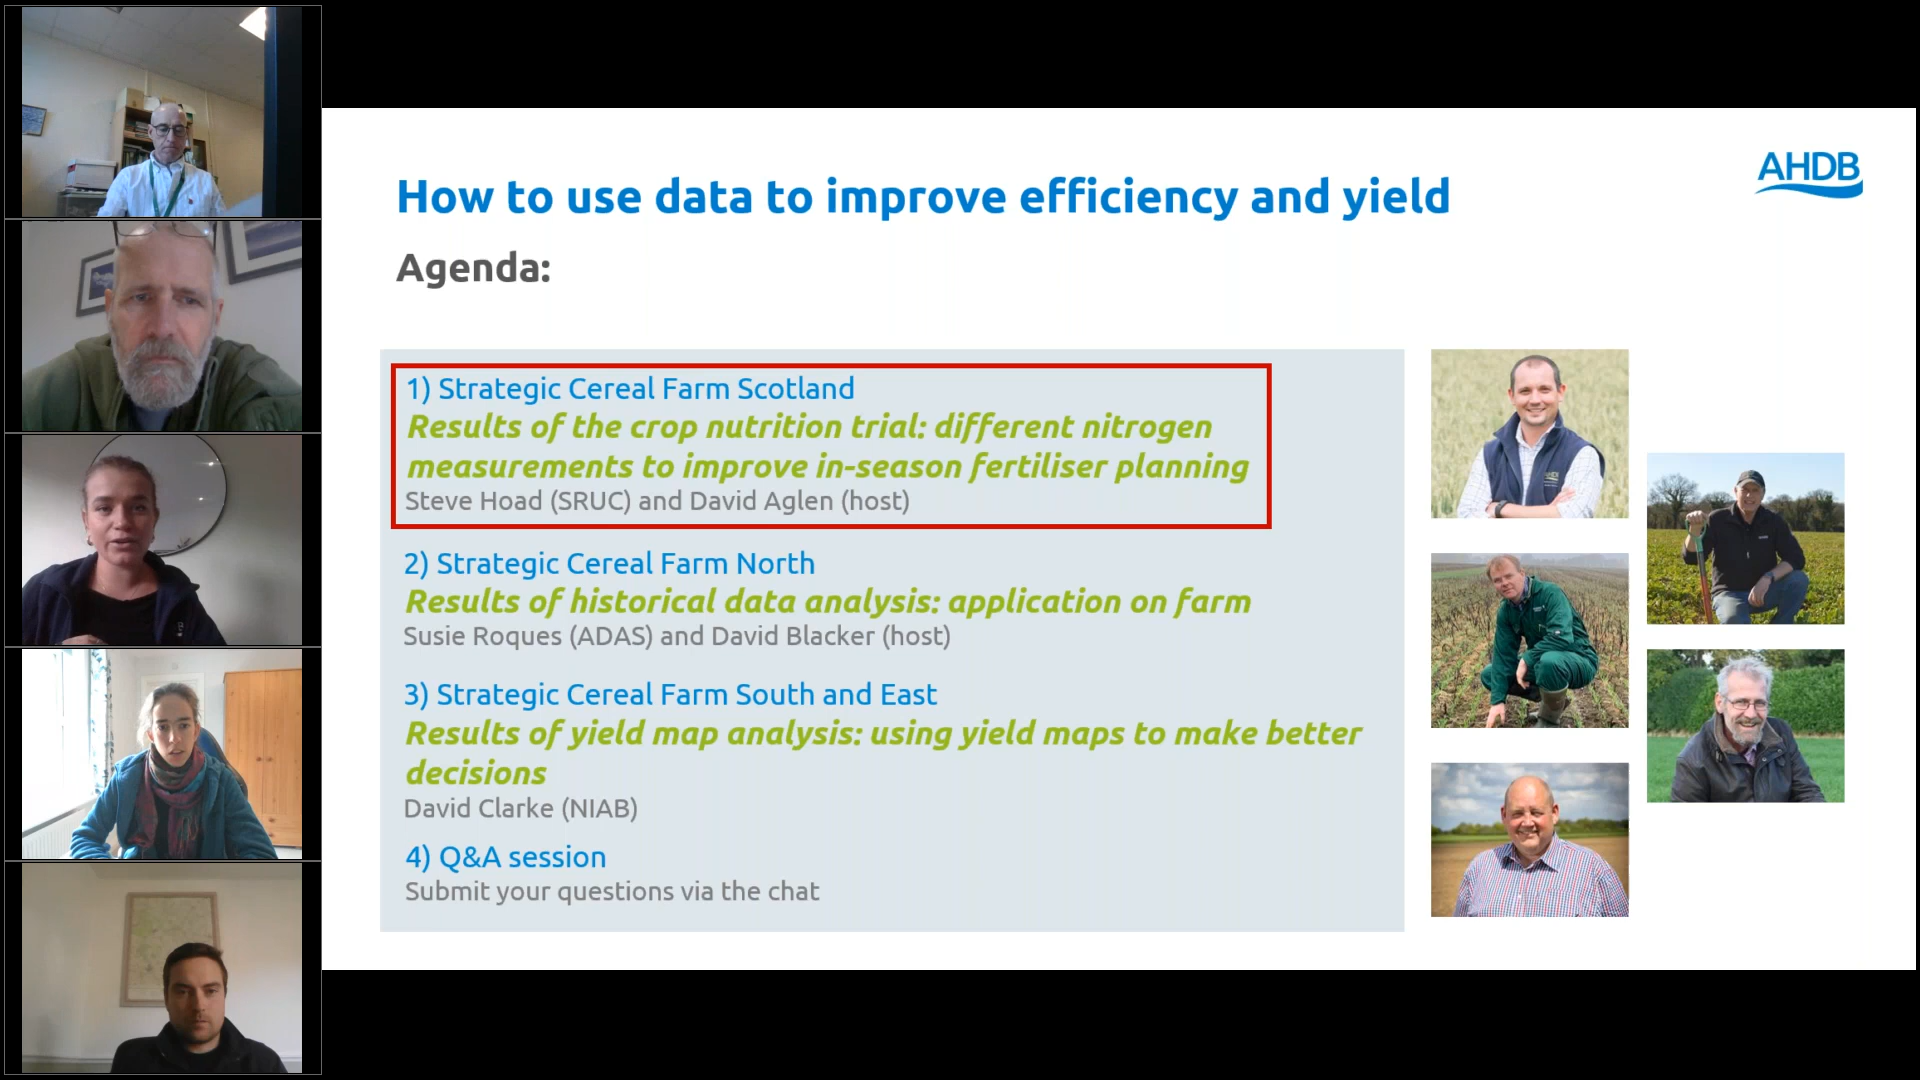 How to use data to improve efficiency and yield
AHDB
Agenda:
1) Strategic Cereal Farm Scotland
Results of the crop nutrition trial: different nitrogen
measurements to improve in-season fertiliser planning
Steve Hoad (SRUC) and David Aglen (host)
2) Strategic Cereal Farm North
Results of historical data analysis: application on farm
Susie Roques (ADAS) and David Blacker (host)
3) Strategic Cereal Farm South and East
Results of yield map analysis: using yield maps to make better
decisions
David Clarke (NIAB)
4) Q&A session
Submit your questions via the chat